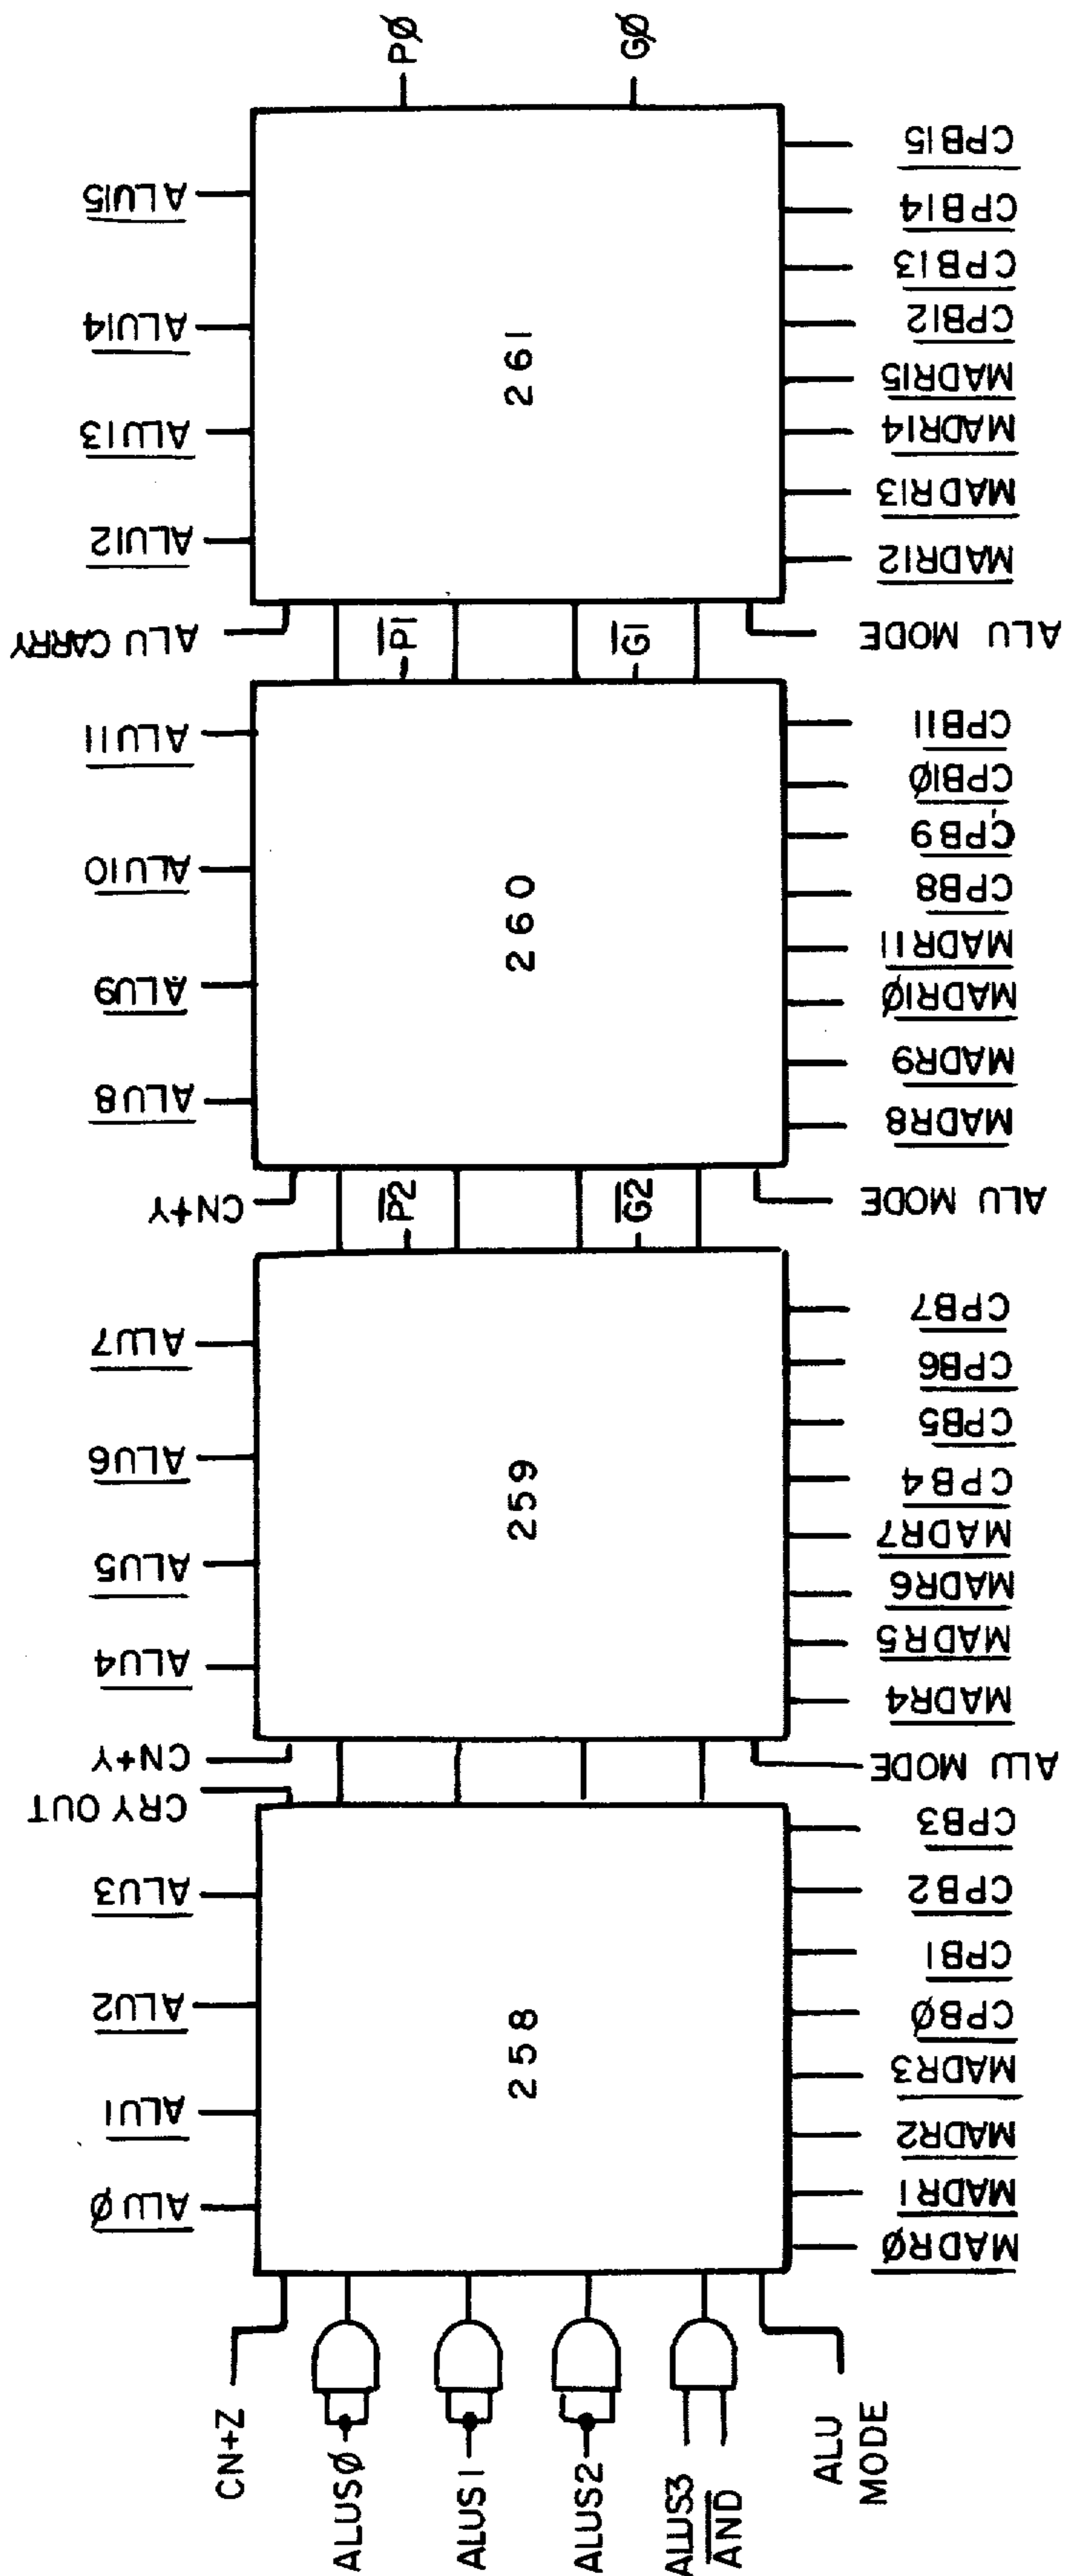 PØ
GØ
ALU15
ALU14
ALU13
ALU12
261
CPB15
CPB14
CPB13
CPB12
MADR15
MADR14
MADR13
MADR12
ALU CARRY
P1
G1
ALU MODE
ALU11
ALU10
ALU9
ALU8
260
CPB11
CPB1Ø
CPB9
CPB8
MADR11
MADR1Ø
MADR9
MADR8
CN+Y
P2
G2
ALU MODE
ALU7
ALU6
ALU5
ALU4
259
CPB7
CPB6
CPB5
CPB4
MADR7
MADR6
MADR5
MADR4
CN+Y
CRY OUT
ALU MODE
ALU3
ALU2
ALU1
ALUØ
258
CPB3
CPB2
CPB1
CPBØ
MADR3
MADR2
MADR1
MADRØ
CN+Z
ALUSØ
ALUS1
ALUS2
ALUS3
AND
ALU
MODE